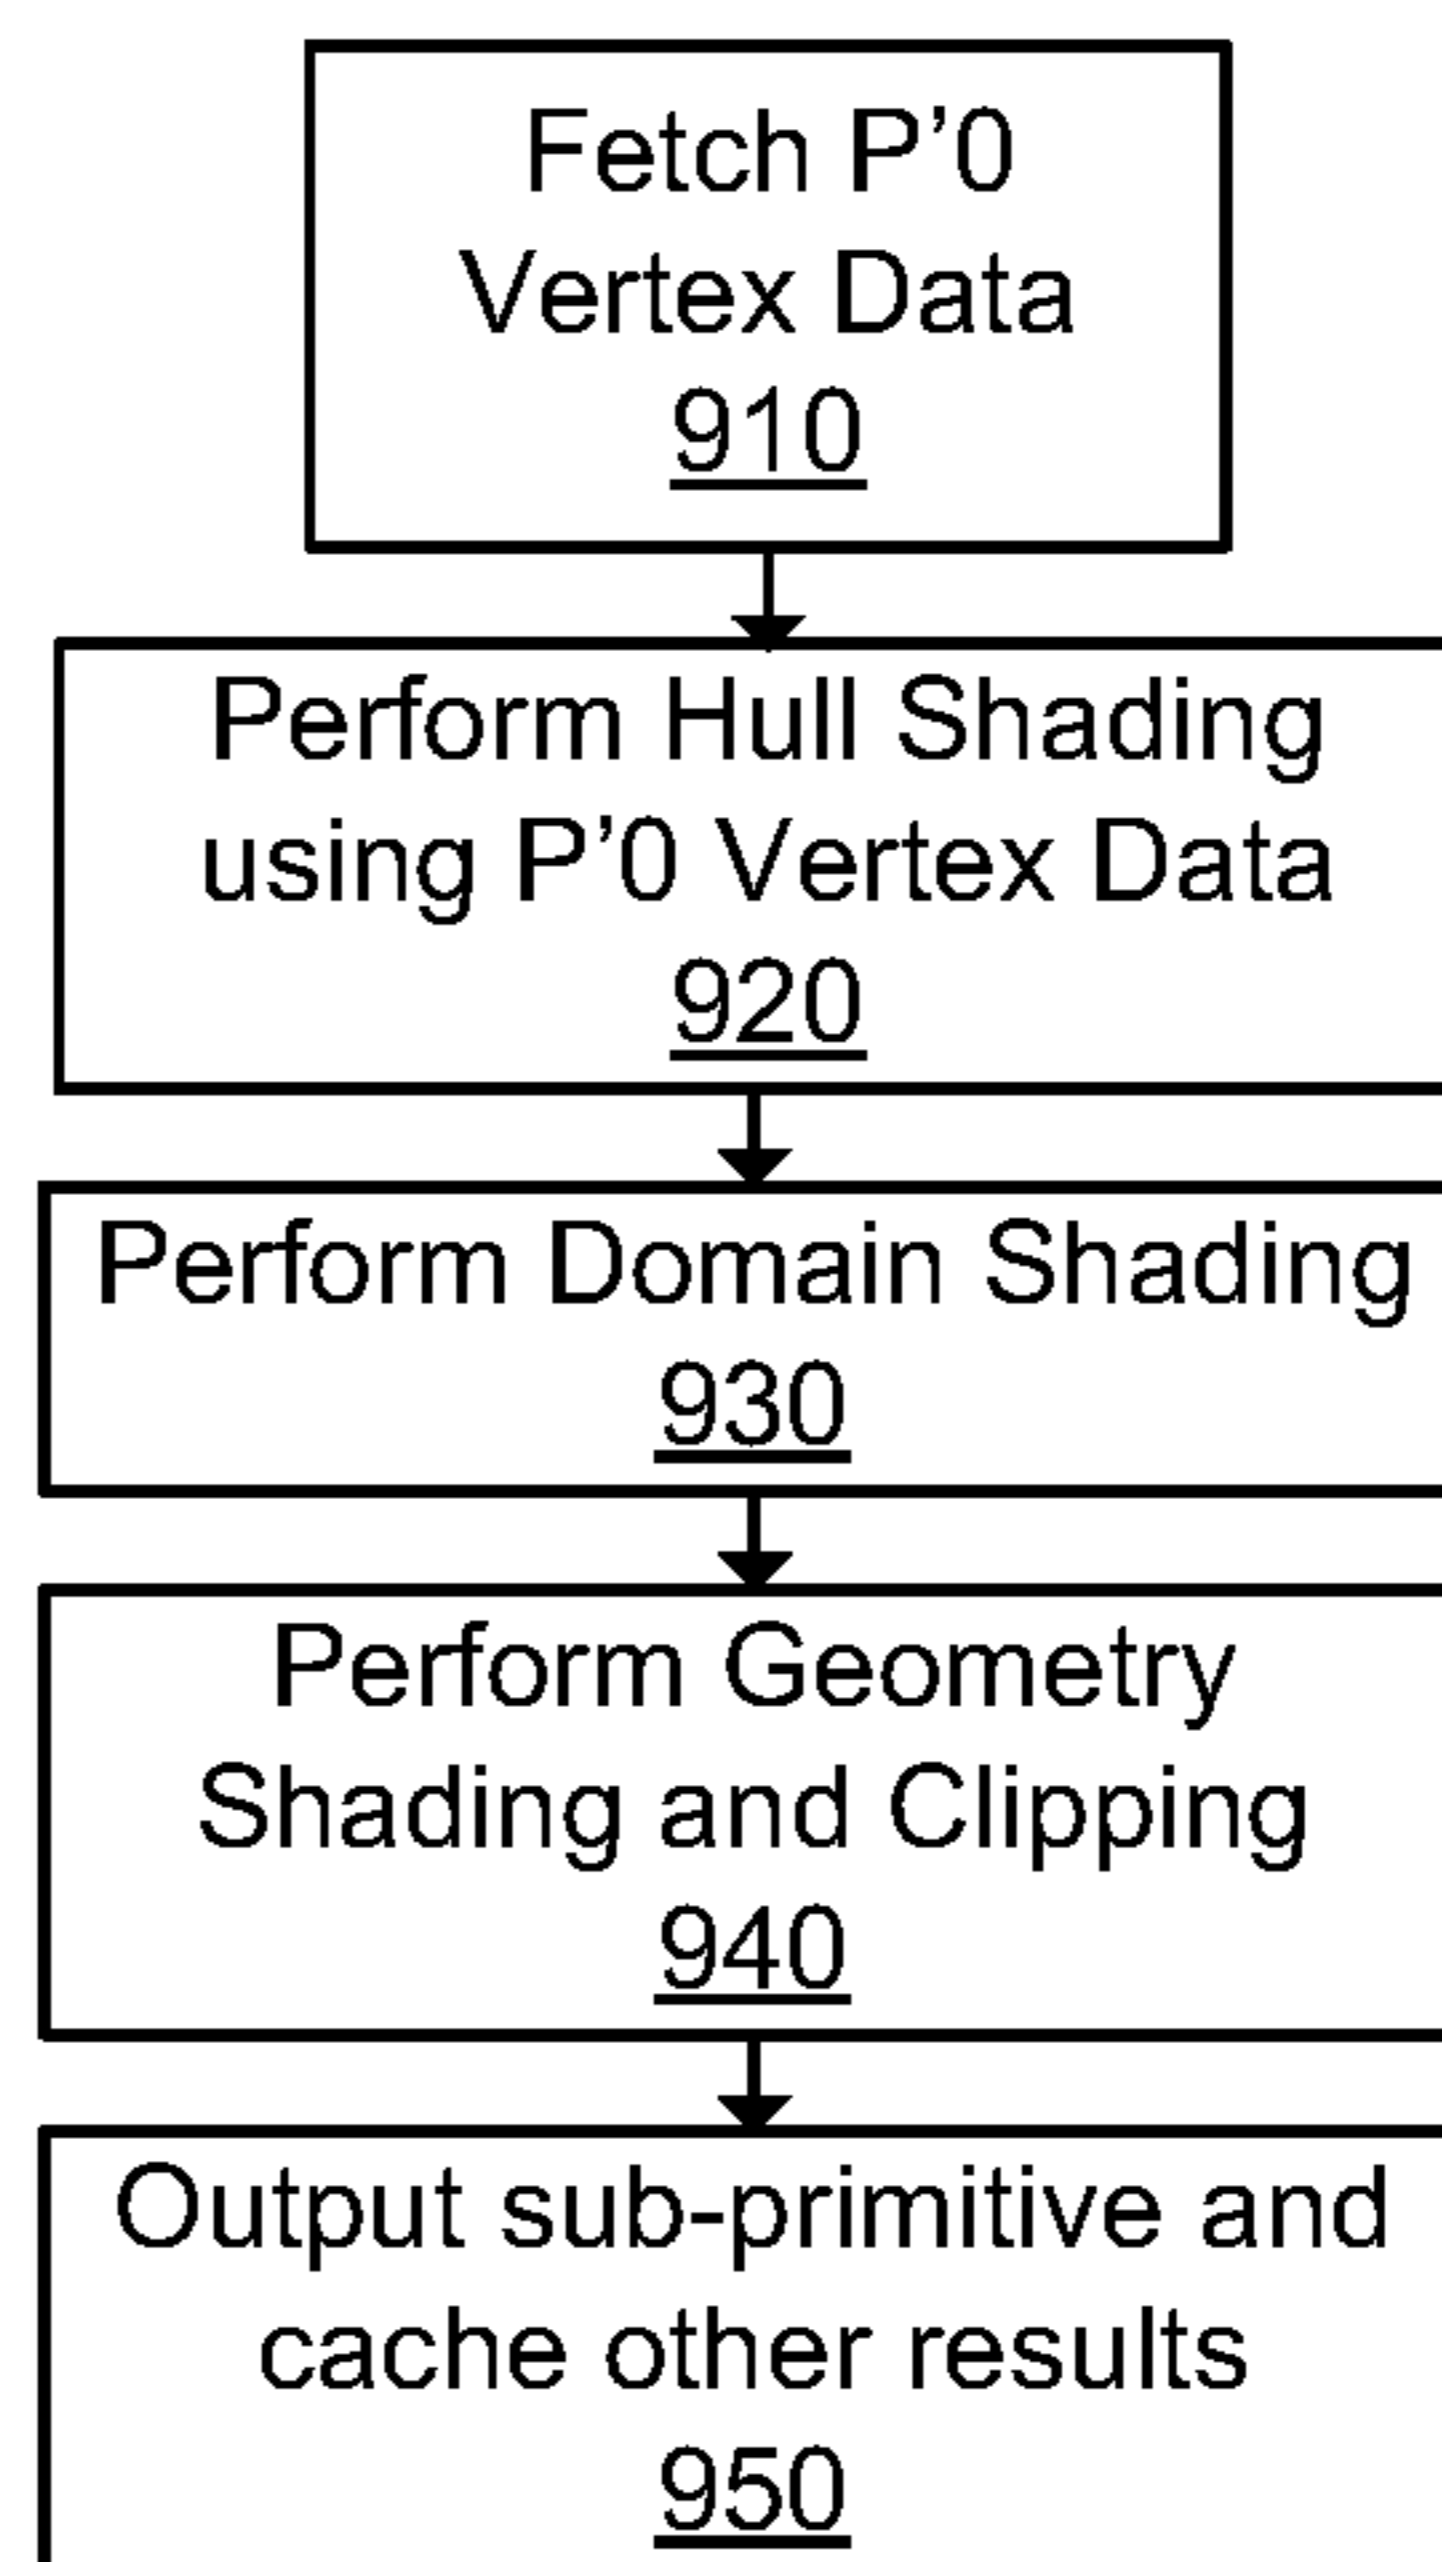 Fetch P’0
Vertex Data
910
Perform Hull Shading
using P’0 Vertex Data
920
Perform Domain Shading
930
Perform Geometry
Shading and Clipping
940
Output sub-primitive and
cache other results
950